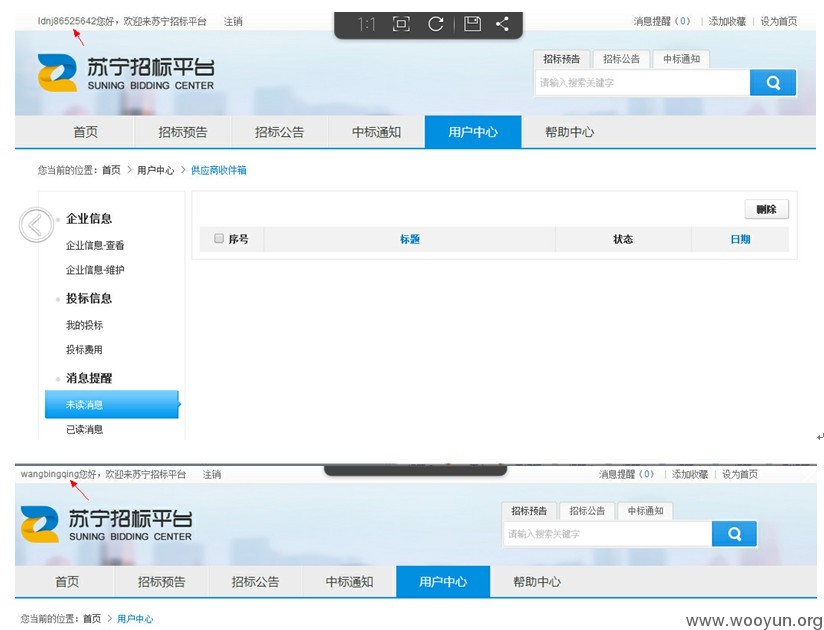 ldnj86525642您好，欢迎来苏宁招标平台 注销 1:1 消息提醒（0） | 添加收藏 | 设为首页
苏宁招标平台
SUNING BIDDING CENTER
招标预告 招标公告 中标通知
请输入搜索关键字
首页 招标预告 招标公告 中标通知 用户中心 帮助中心
您当前的位置：首页 > 用户中心 > 供应商收件箱
企业信息
企业信息-查看
企业信息-维护
投标信息
我的投标
投标费用
消息提醒
未读消息
已读消息
删除
序号 标题 状态 日期
wangbingqing您好，欢迎来苏宁招标平台 注销 消息提醒（0） | 添加收藏 | 设为首页
苏宁招标平台
SUNING BIDDING CENTER
招标预告 招标公告 中标通知
请输入搜索关键字
首页 招标预告 招标公告 中标通知 用户中心 帮助中心
您当前的位置：首页 > 用户中心
www.wooyun.org